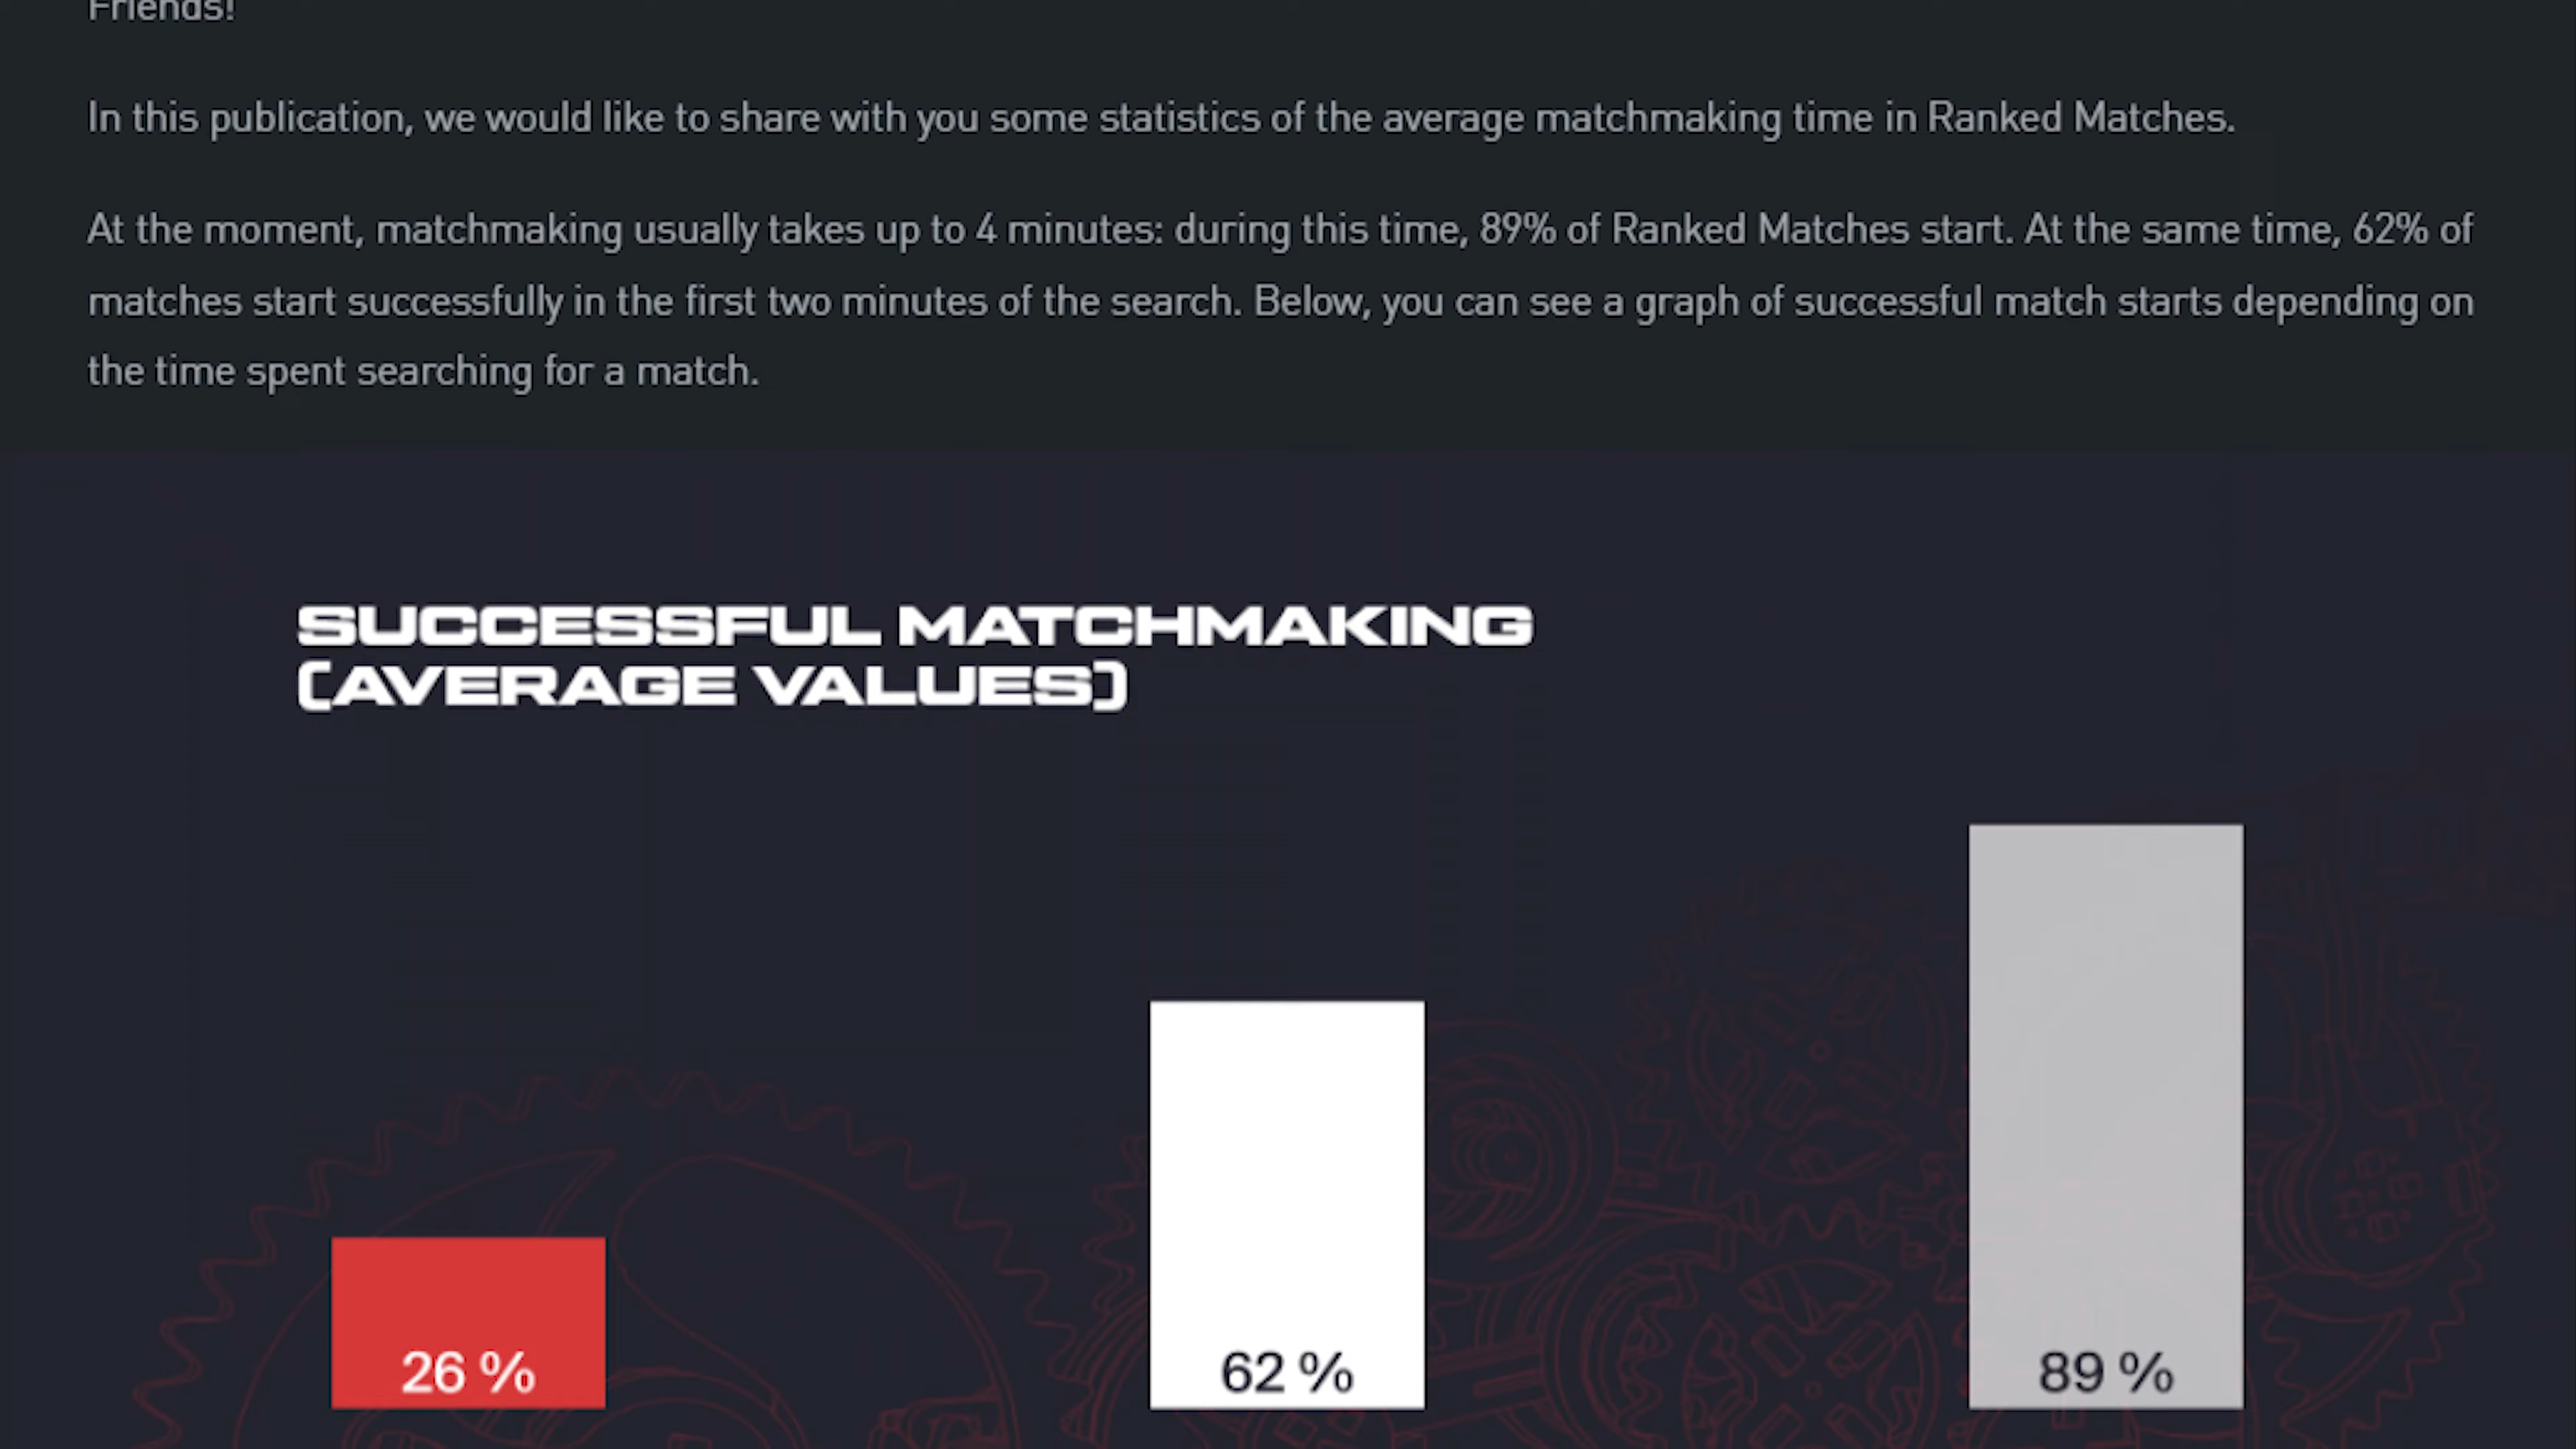 Friends!
In this publication, we would like to share with you some statistics of the average matchmaking time in Ranked Matches.
At the moment, matchmaking usually takes up to 4 minutes: during this time, 89% of Ranked Matches start. At the same time, 62% of
matches start successfully in the first two minutes of the search. Below, you can see a graph of successful match starts depending on
the time spent searching for a match.
SUCCESSFUL MATCHMAKING
(AVERAGE VALUES)
26 %
62 %
89 %